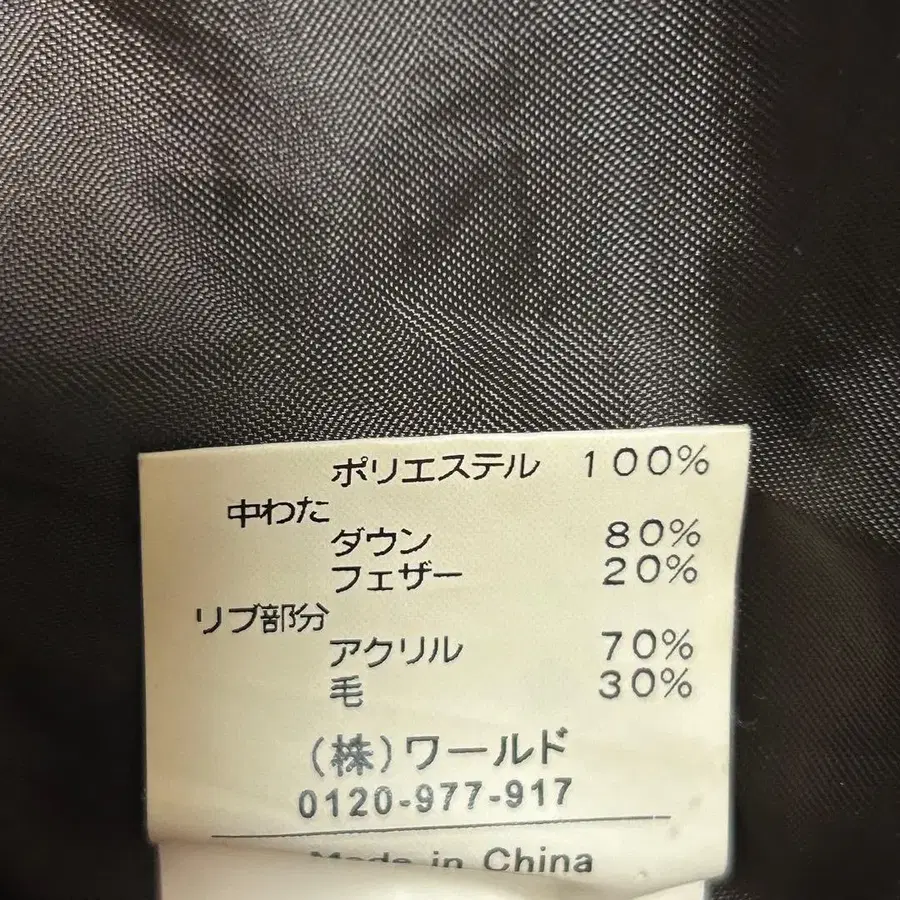 ポリエステル 100%
中わた
ダウン 80%
フェザー 20%
リブ部分
アクリル 70%
毛 30%
(株)ワールド
0120-977-917
Made in China